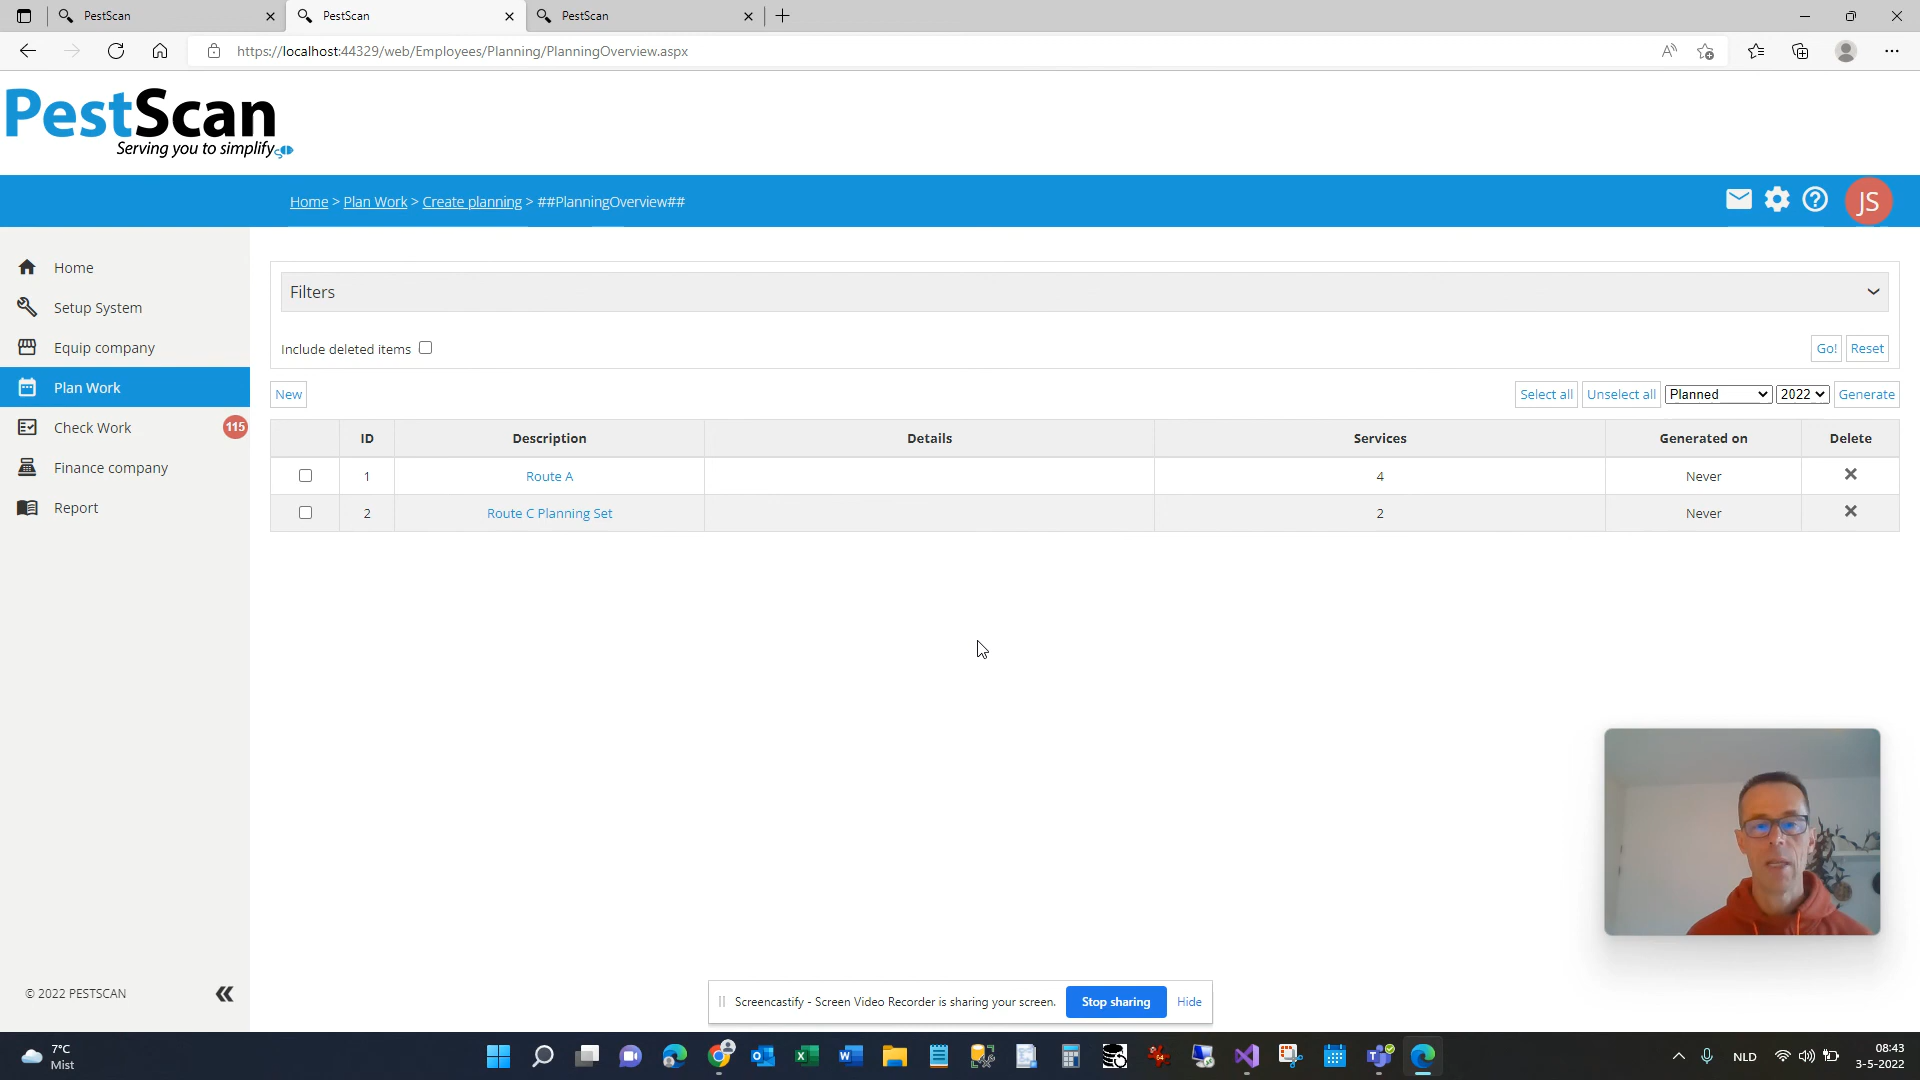 PestScan
PestScan
PestScan
https://localhost:44329/web/Employees/Planning/PlanningOverview.aspx
PestScan
Serving you to simplify
Home > Plan Work > Create planning > ##PlanningOverview##
JS
Home
Setup System
Equip company
Plan Work
Check Work 115
Finance company
Report
Filters
Include deleted items
Go! Reset
New
Select all Unselect all Planned 2022 Generate
ID Description Details Services Generated on Delete
1 Route A 4 Never
2 Route C Planning Set 2 Never
© 2022 PESTSCAN
Screencastify - Screen Video Recorder is sharing your screen. Stop sharing Hide
7°C
Mist
NLD
08:43
3-5-2022